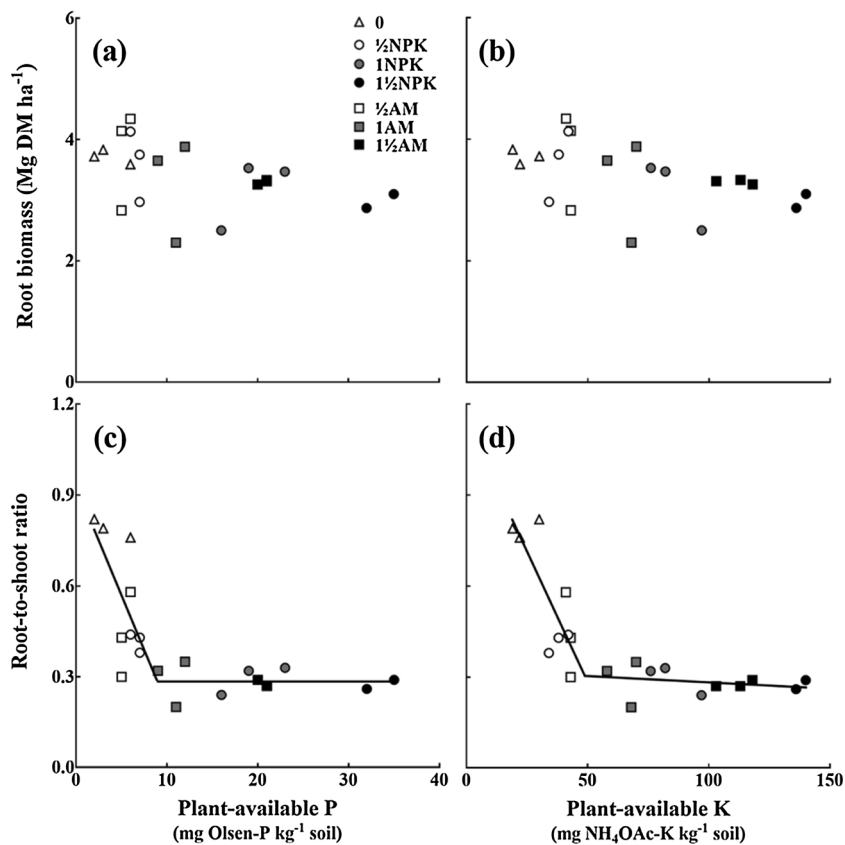 6
4
2
0
Root biomass (Mg DM ha⁻¹)
(a)
0
½NPK
1NPK
1½NPK
½AM
1AM
1½AM
(b)
1.2
0.9
0.6
0.3
0.0
Root-to-shoot ratio
(c)
(d)
0 10 20 30 40
Plant-available P
(mg Olsen-P kg⁻¹ soil)
0 50 100 150
Plant-available K
(mg NH₄OAc-K kg⁻¹ soil)